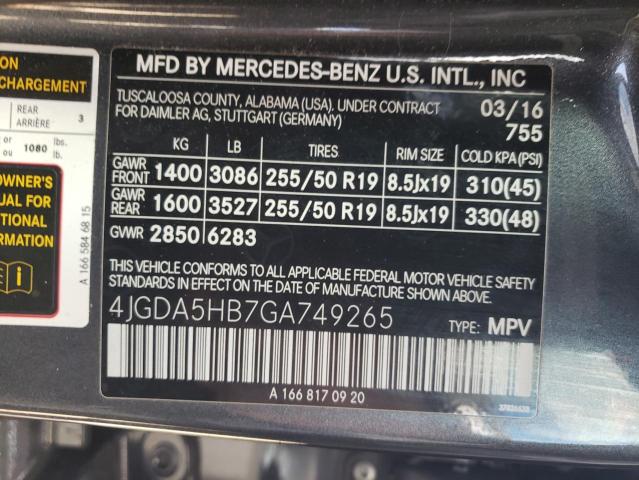 ON
CHARGEMENT
REAR
ARRIÈRE 3
or
ou 1080 lbs.
lb.
OWNER'S
UAL FOR
TIONAL
RMATION
A 166 584 68 15
MFD BY MERCEDES-BENZ U.S. INTL., INC
TUSCALOOSA COUNTY, ALABAMA (USA). UNDER CONTRACT 03/16
FOR DAIMLER AG, STUTTGART (GERMANY) 755
KG LB TIRES RIM SIZE COLD KPA (PSI)
GAWR FRONT 1400 3086 255/50 R19 8.5Jx19 310(45)
GAWR REAR 1600 3527 255/50 R19 8.5Jx19 330(48)
GVWR 2850 6283
THIS VEHICLE CONFORMS TO ALL APPLICABLE FEDERAL MOTOR VEHICLE SAFETY
STANDARDS IN EFFECT ON THE DATE OF MANUFACTURE SHOWN ABOVE.
4JGDA5HB7GA749265 TYPE: MPV
A 166 817 09 20